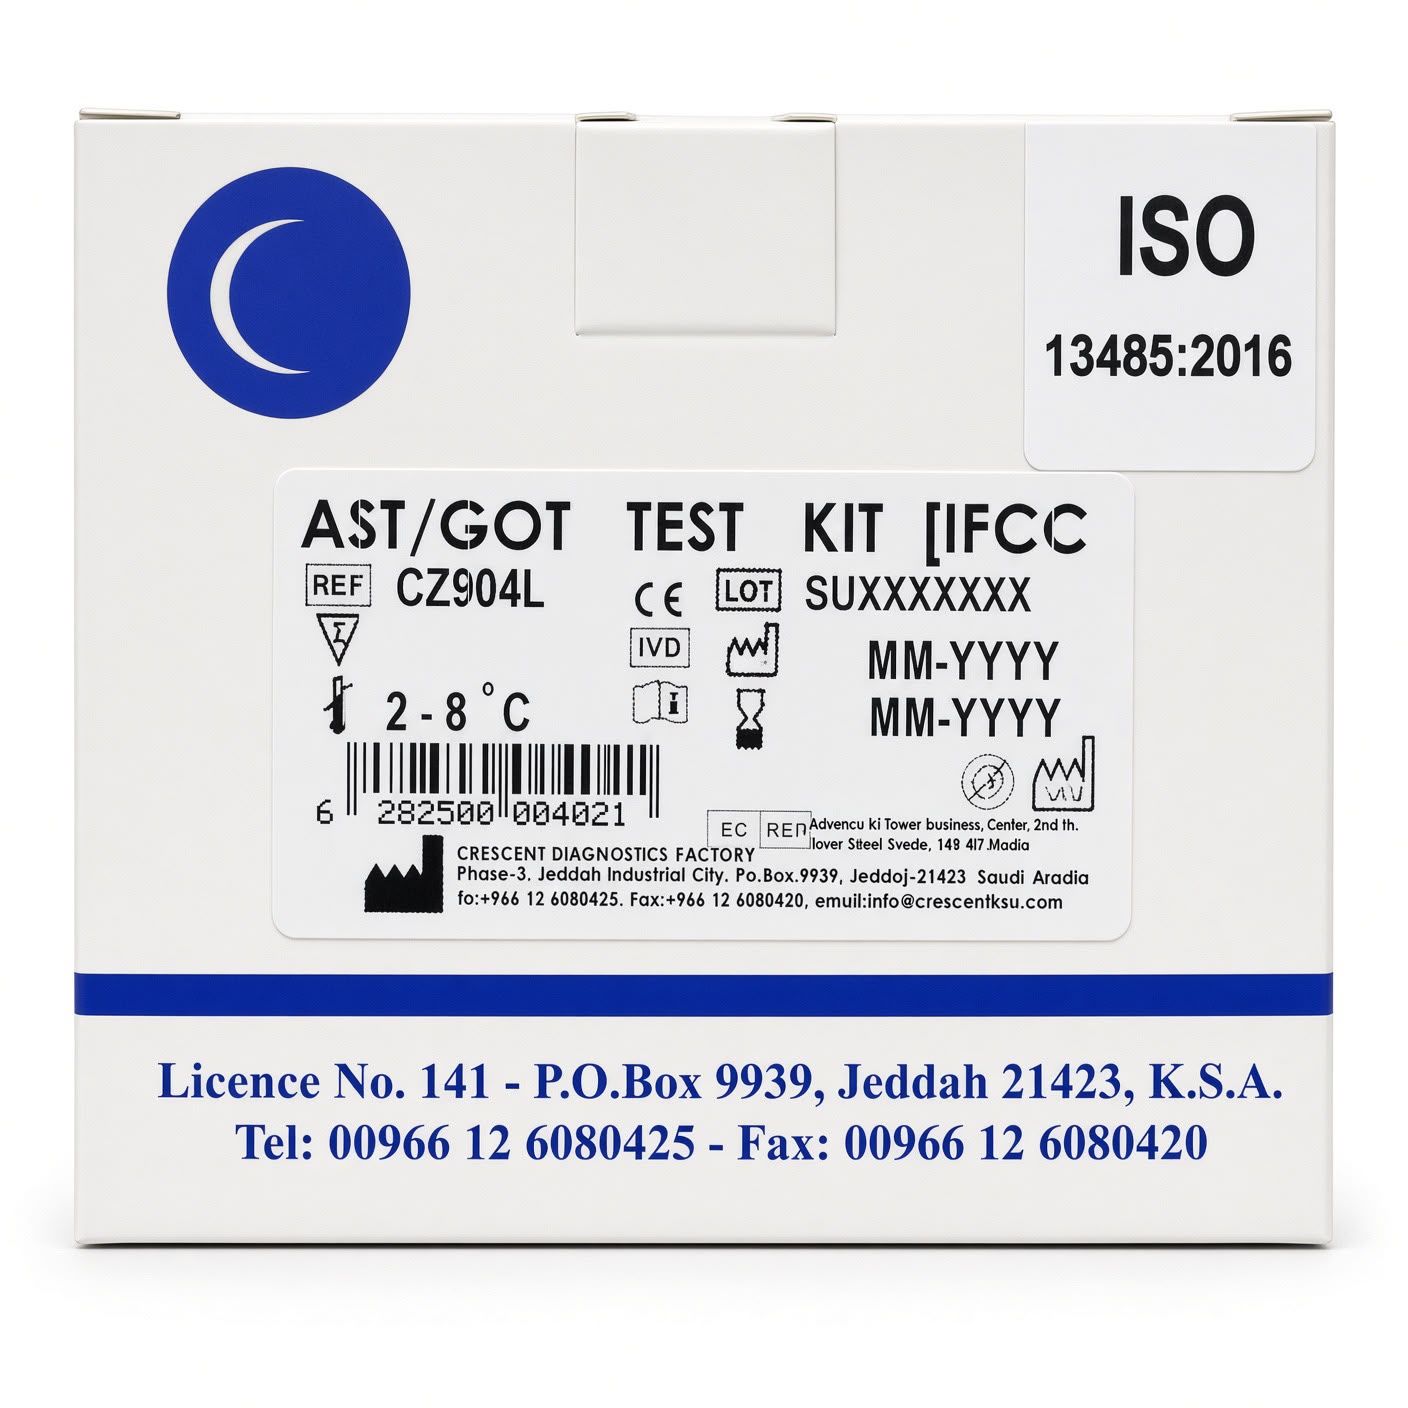 ISO
13485:2016
AST/GOT TEST KIT [IFCC
REF CZ904L
CE
LOT SUXXXXXXX
Σ
IVD
MM-YYYY
2 - 8 °C
i
MM-YYYY
6 282500 004021
EC REP
Advencu ki Tower business, Center, 2nd th.
lover Steel Svede, 148 417 .Madia
CRESCENT DIAGNOSTICS FACTORY
Phase-3. Jeddah Industrial City. Po.Box.9939, Jeddoj-21423 Saudi Aradia
fo:+966 12 6080425. Fax:+966 12 6080420, emuil:info@crescentksu.com
Licence No. 141 - P.O.Box 9939, Jeddah 21423, K.S.A.
Tel: 00966 12 6080425 - Fax: 00966 12 6080420